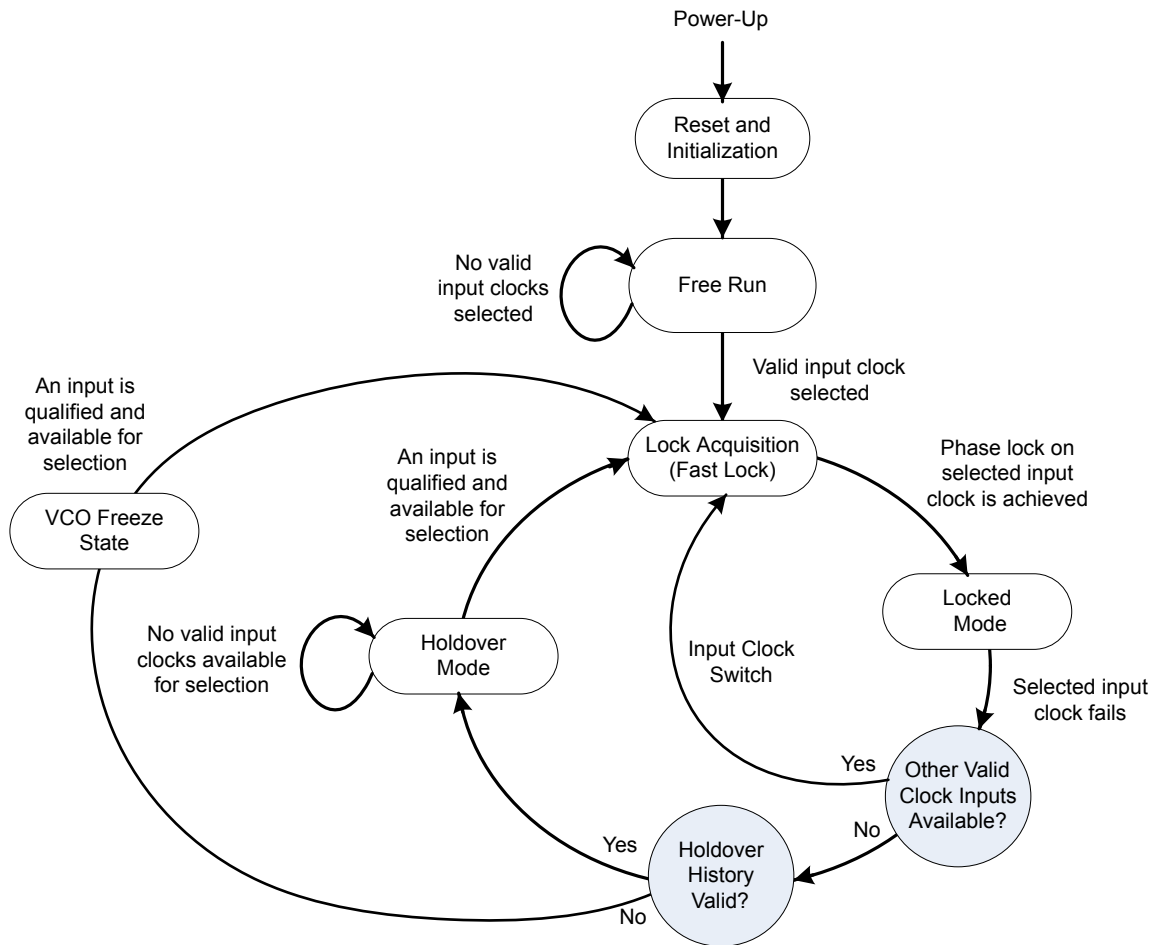 Power-Up
Reset and
Initialization
No valid
input clocks
selected
Free Run
Valid input clock
selected
An input is
qualified and
available for
selection
Lock Acquisition
(Fast Lock)
Phase lock on
selected input
clock is achieved
An input is
qualified and
available for
selection
VCO Freeze
State
Locked
Mode
No valid input
clocks available
for selection
Holdover
Mode
Input Clock
Switch
Selected input
clock fails
Yes
Other Valid
Clock Inputs
Available?
No
Yes
Holdover
History
Valid?
No